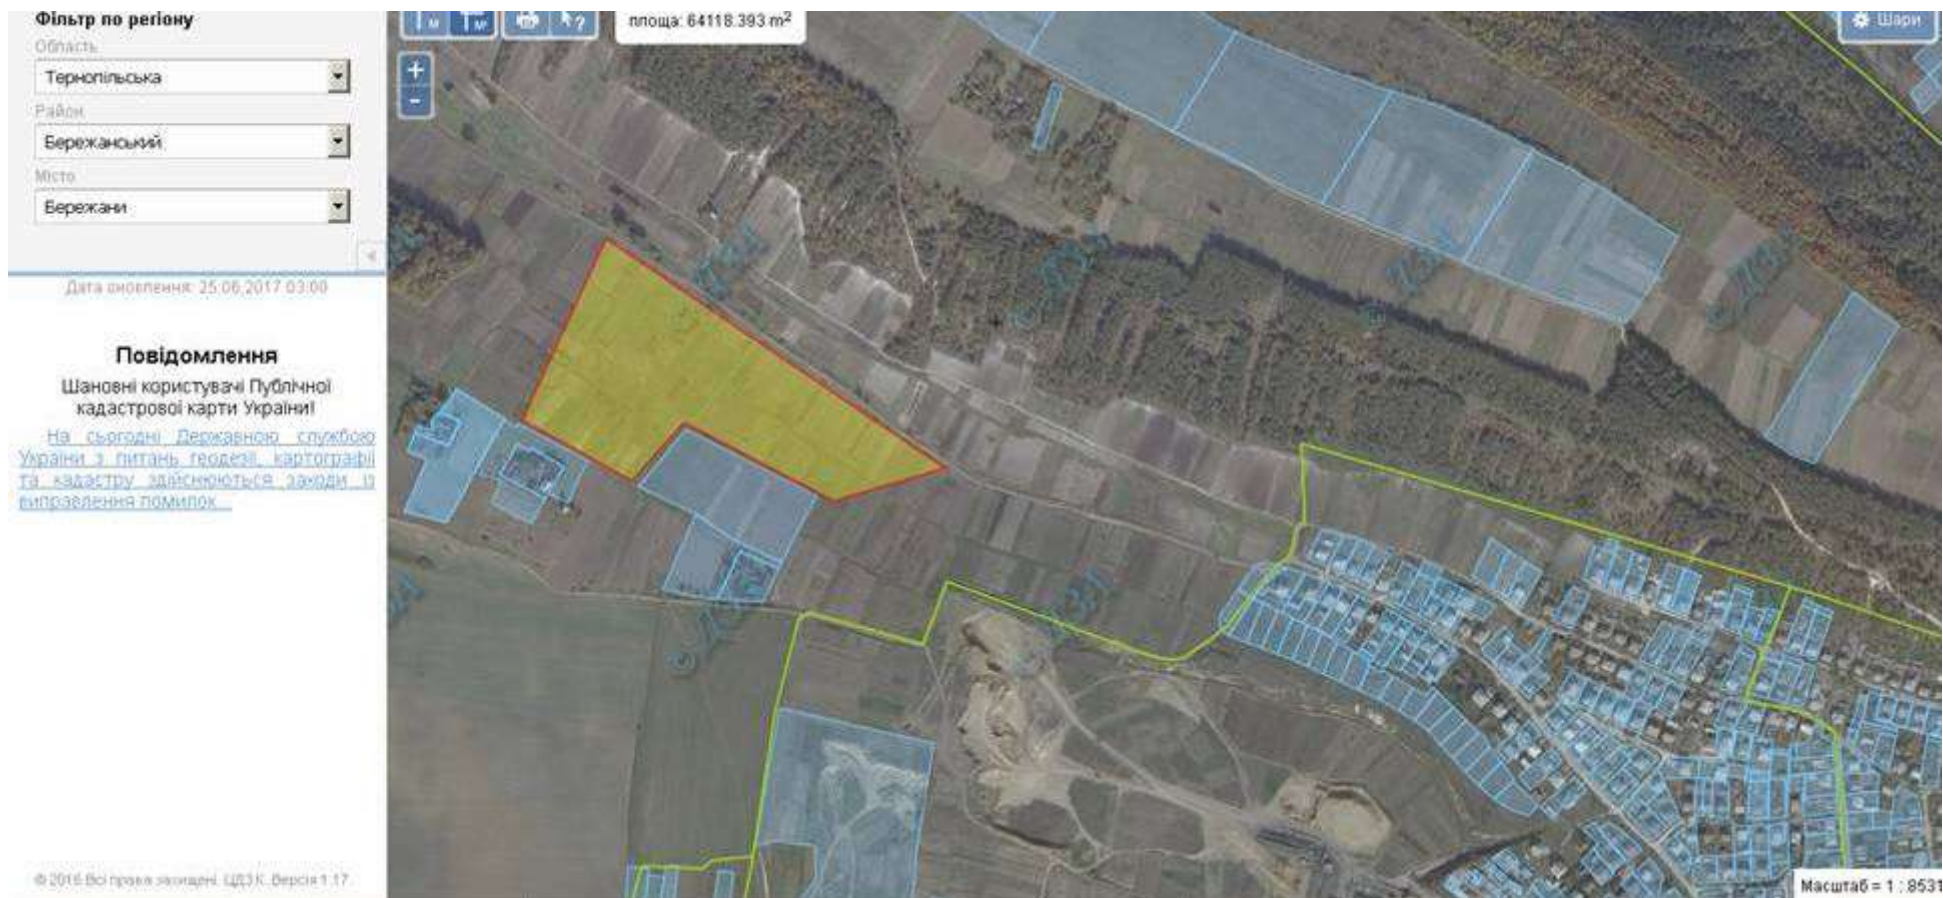 Фільтр по регіону
Область
Тернопільська
Район
Бережанський
Місто
Бережани
Дата оновлення: 25.06.2017 03:00
Повідомлення
Шановні користувачі Публічної
кадастрової карти України!
На сьогодні Державною службою
України з питань геодезії, картографії
та кадастру здійснюються заходи із
виправлення помилок...
© 2016 Всі права захищені. ЦДЗК. Версія 1.17.
м
м²
площа: 64118.393 m²
Шари
+
-
Масштаб = 1 : 8531